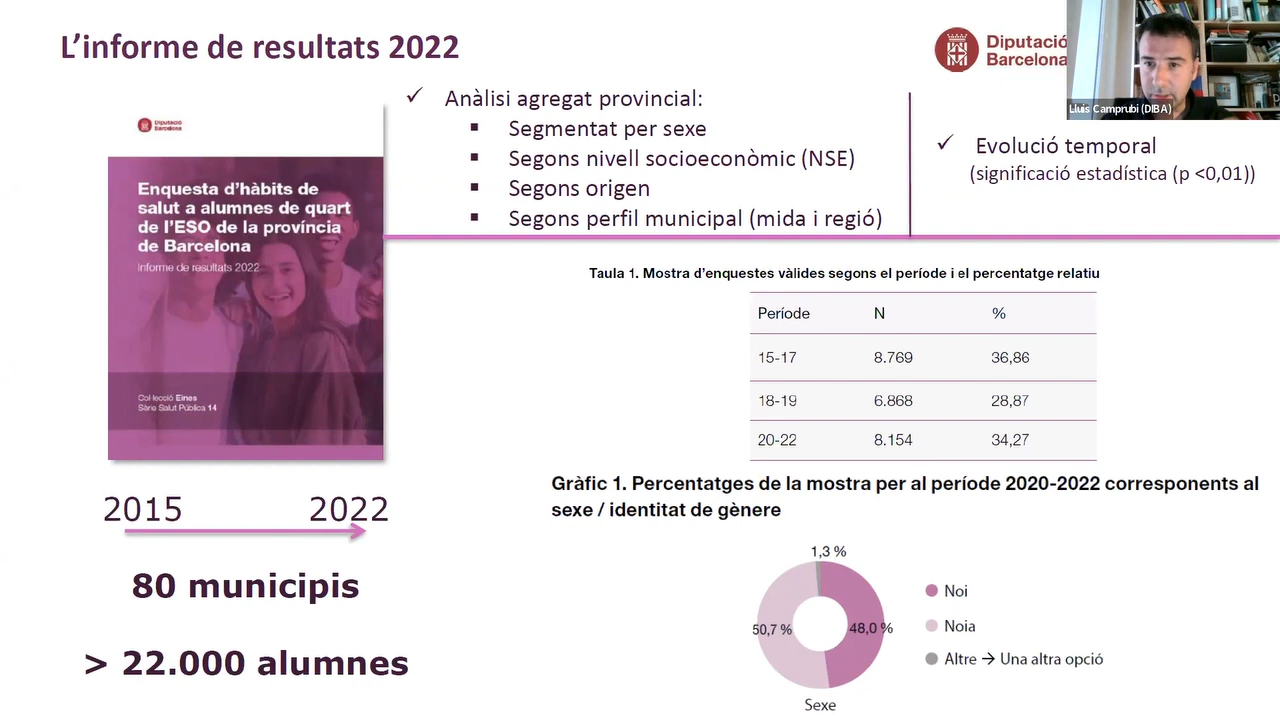 L'informe de resultats 2022
Diputació
Barcelona
Lluís Camprubí (DIBA)
Diputació
Barcelona
Enquesta d'hàbits de
salut a alumnes de quart
de l'ESO de la província
de Barcelona
Informe de resultats 2022
Col·lecció Eines
Sèrie Salut Pública 14
✓ Anàlisi agregat provincial:
▪ Segmentat per sexe
▪ Segons nivell socioeconòmic (NSE)
▪ Segons origen
▪ Segons perfil municipal (mida i regió)
✓ Evolució temporal
(significació estadística (p <0,01))
Taula 1. Mostra d'enquestes vàlides segons el període i el percentatge relatiu
Període N %
15-17 8.769 36,86
18-19 6.868 28,87
20-22 8.154 34,27
2015 2022
80 municipis
> 22.000 alumnes
Gràfic 1. Percentatges de la mostra per al període 2020-2022 corresponents al
sexe / identitat de gènere
1,3 %
50,7 % 48,0 %
Noi
Noia
Altre → Una altra opció
Sexe